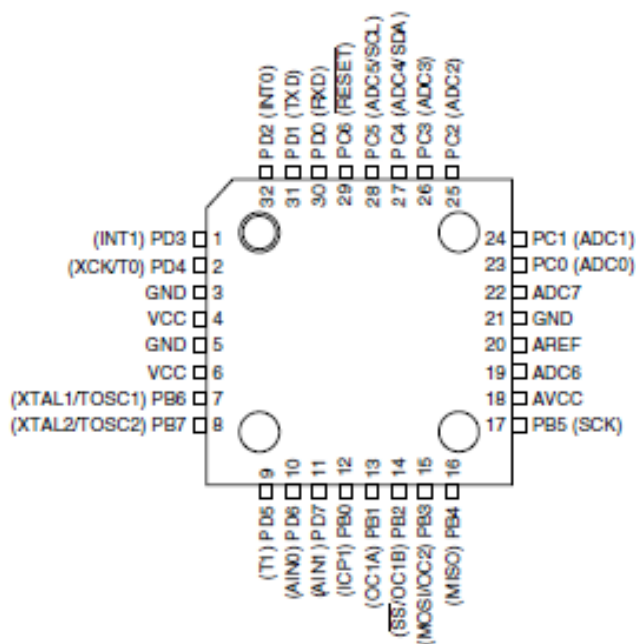 32 PD2 (INT0)
31 PD1 (TXD)
30 PD0 (RXD)
29 PC6 (RESET)
28 PC5 (ADC5/SCL)
27 PC4 (ADC4/SDA)
26 PC3 (ADC3)
25 PC2 (ADC2)
(INT1) PD3 1
(XCK/T0) PD4 2
GND 3
VCC 4
GND 5
VCC 6
(XTAL1/TOSC1) PB6 7
(XTAL2/TOSC2) PB7 8
24 PC1 (ADC1)
23 PC0 (ADC0)
22 ADC7
21 GND
20 AREF
19 ADC6
18 AVCC
17 PB5 (SCK)
(T1) PD5 9
(AIN0) PD6 10
(AIN1) PD7 11
(ICP1) PB0 12
(OC1A) PB1 13
(SS/OC1B) PB2 14
(MOSI/OC2) PB3 15
(MISO) PB4 16